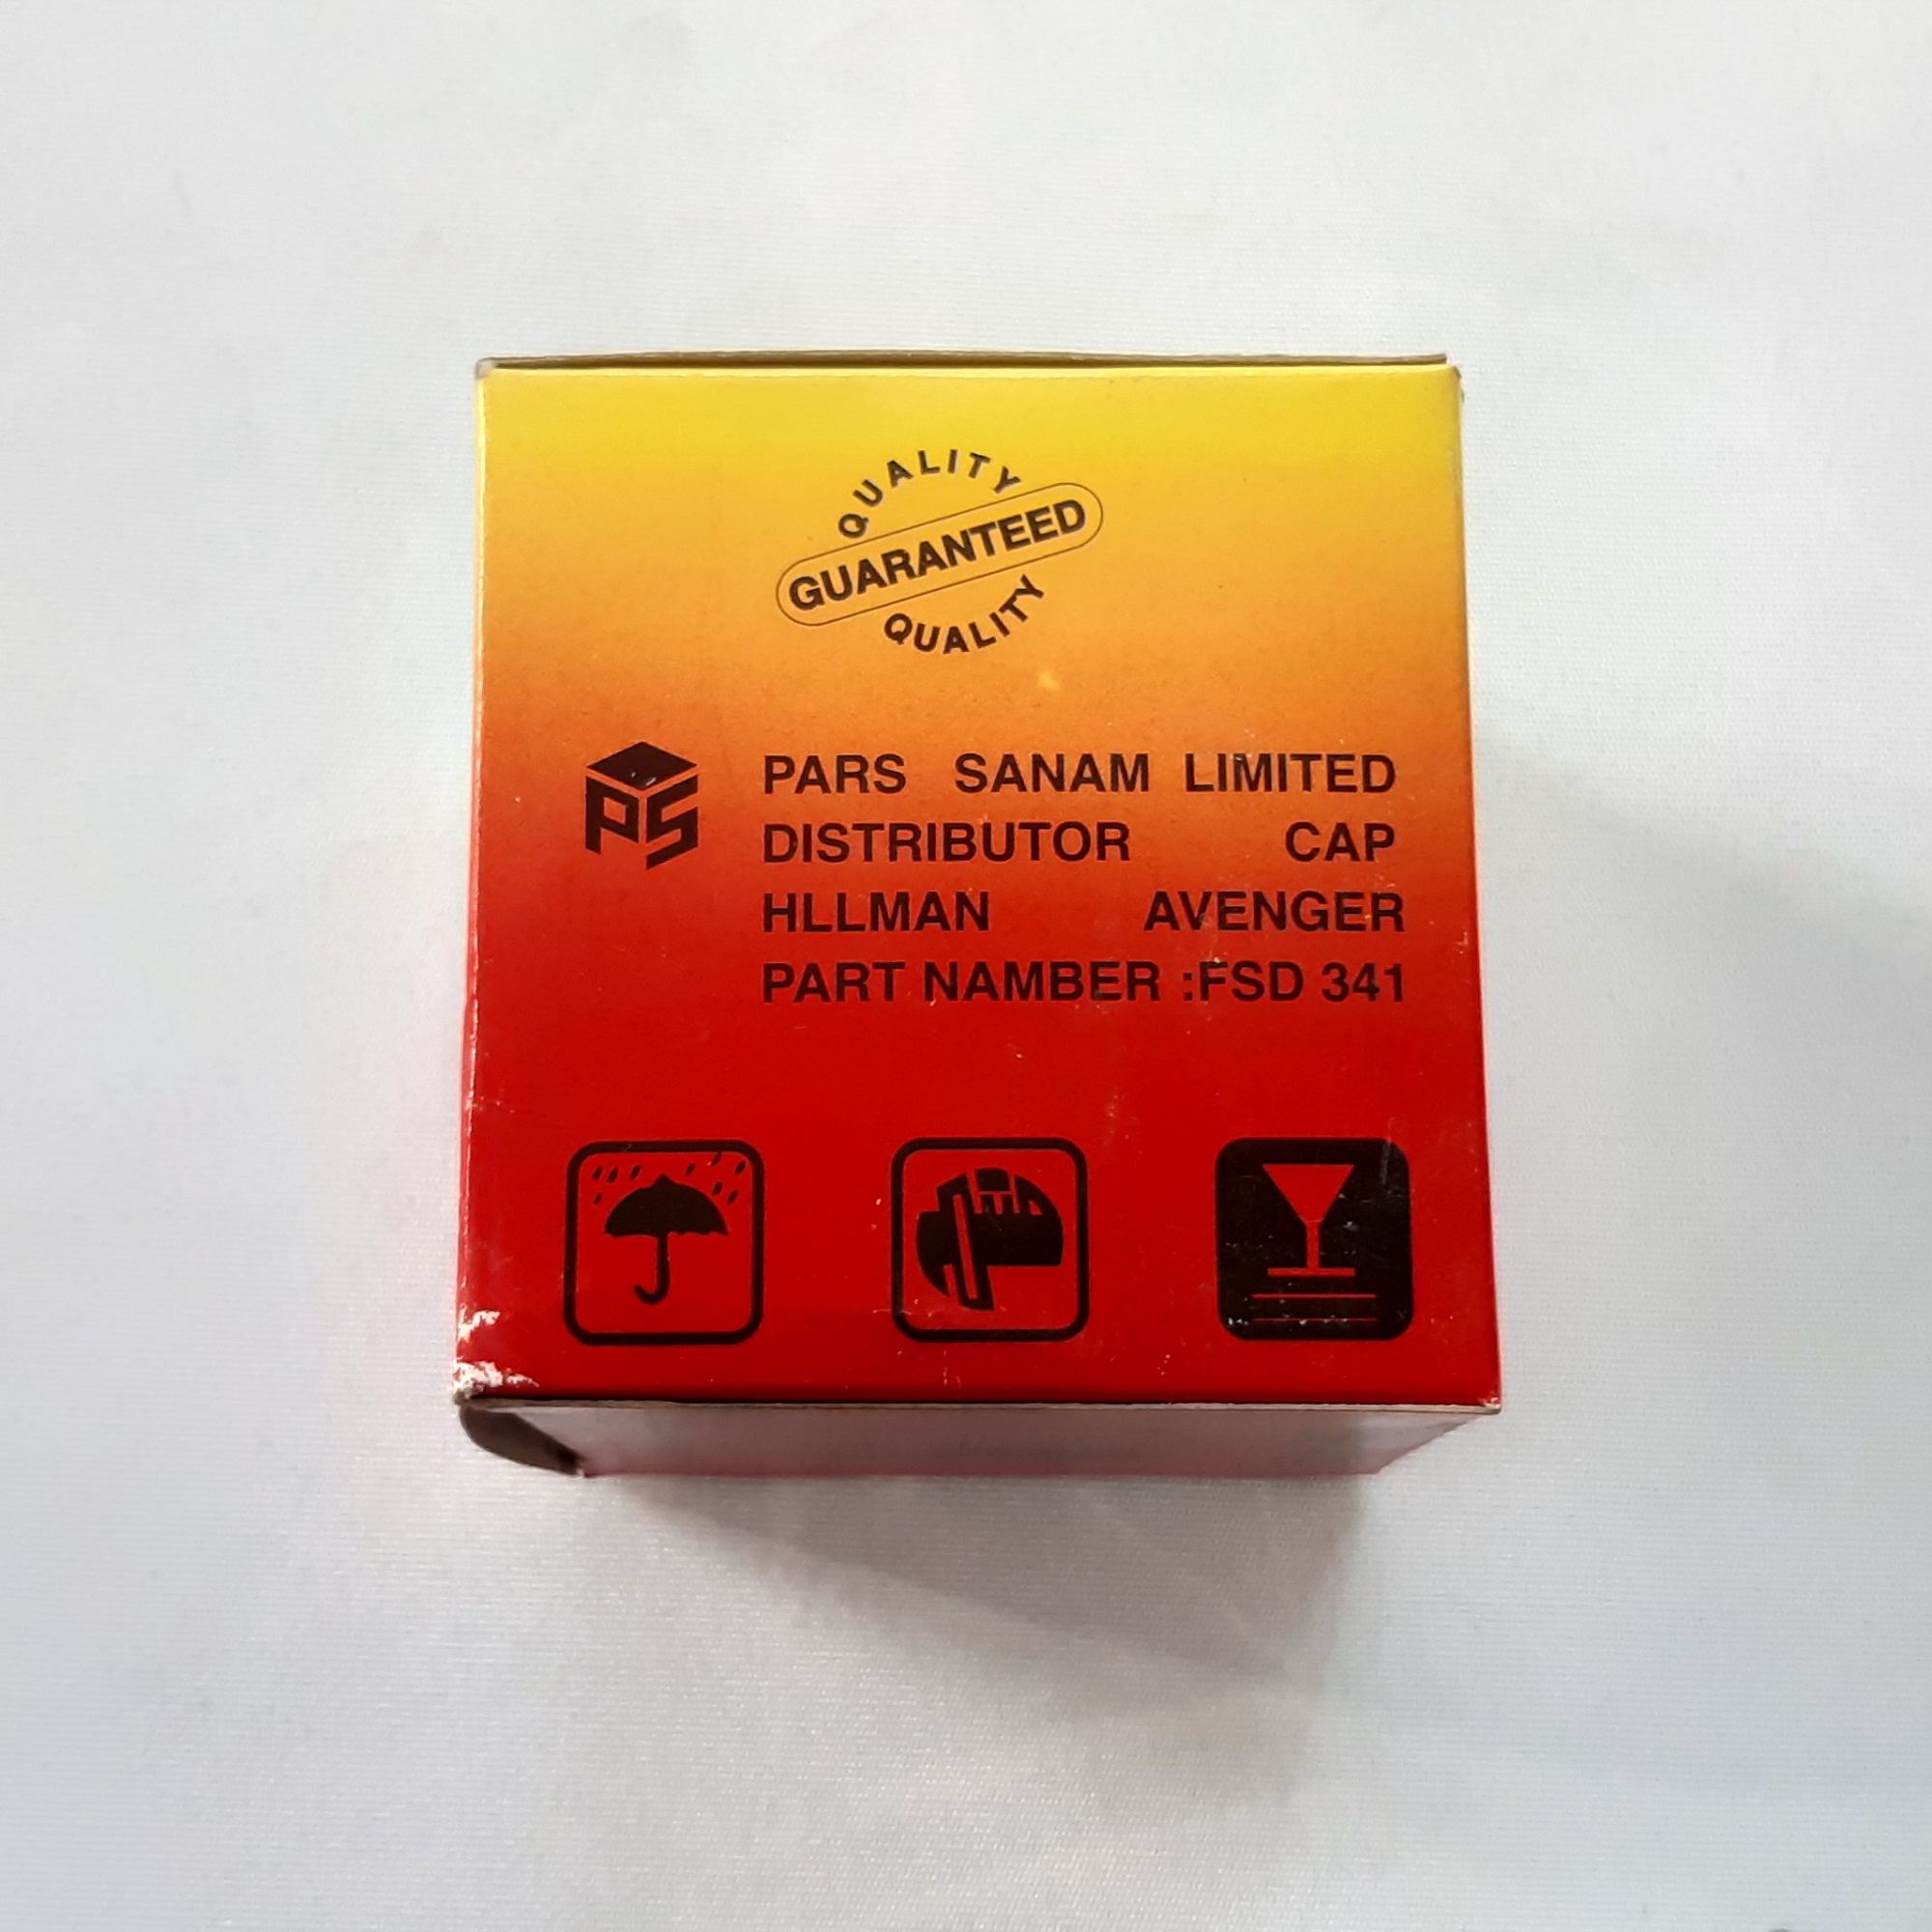 QUALITY
GUARANTEED
QUALITY
PS
PARS SANAM LIMITED
DISTRIBUTOR CAP
HLLMAN AVENGER
PART NAMBER :FSD 341